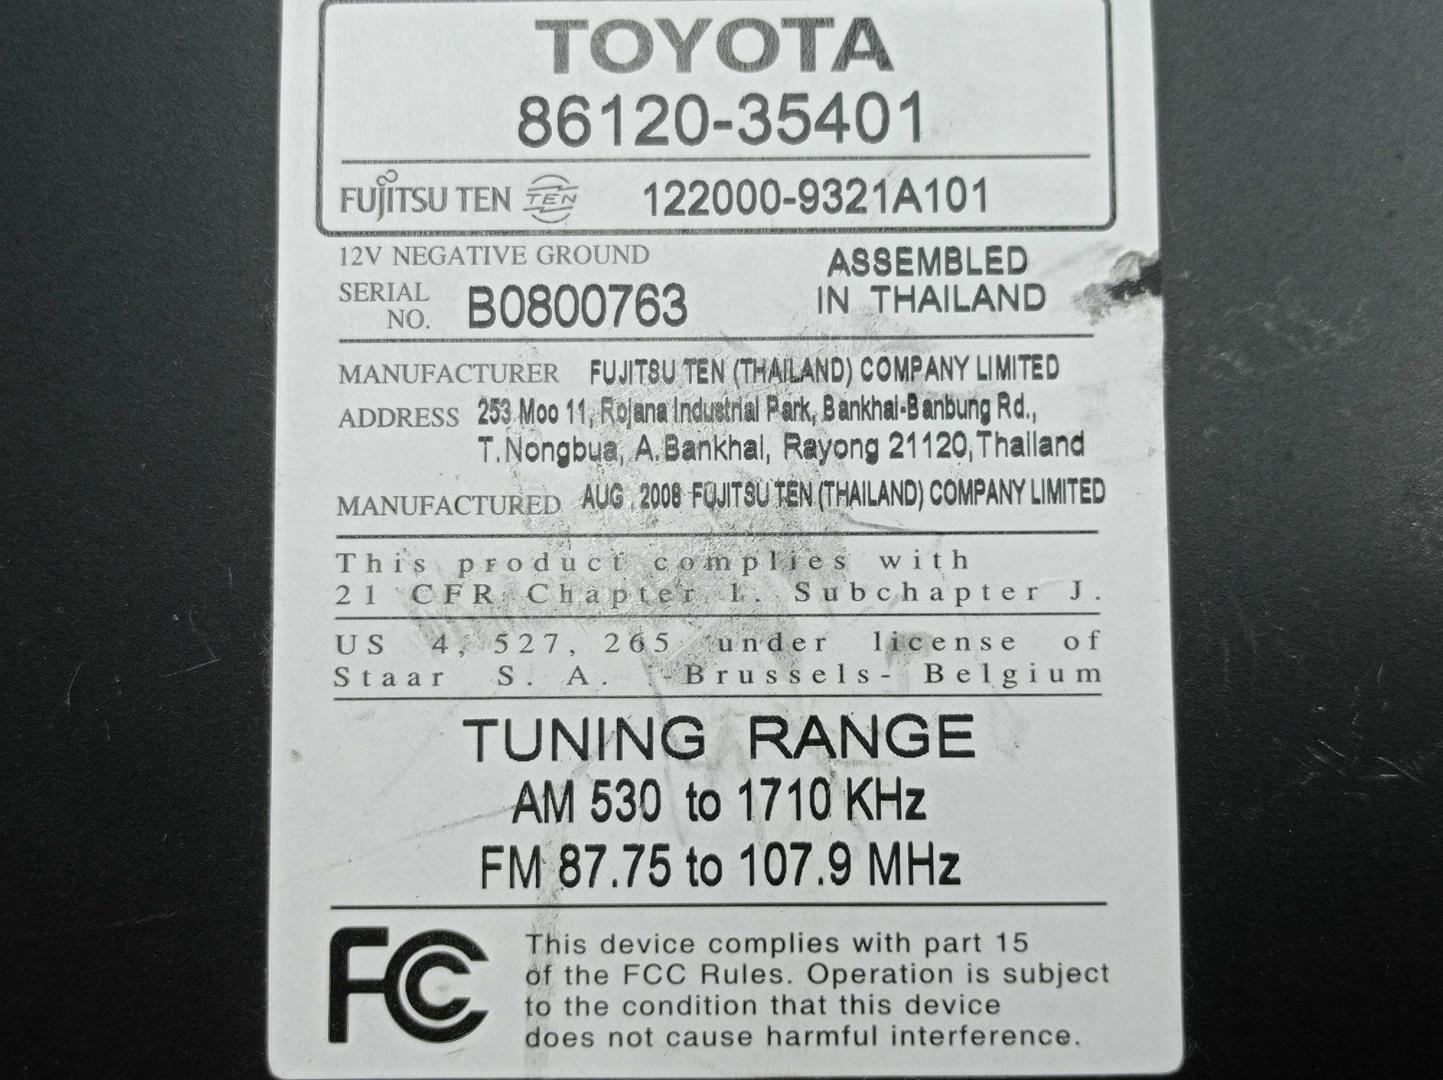 TOYOTA
86120-35401
FUJITSU TEN TEN 122000-9321A101
12V NEGATIVE GROUND
SERIAL NO. B0800763
ASSEMBLED
IN THAILAND
MANUFACTURER FUJITSU TEN (THAILAND) COMPANY LIMITED
ADDRESS 253 Moo 11, Rojana Industrial Park, Bankhai-Banbung Rd.,
T.Nongbua, A.Bankhai, Rayong 21120,Thailand
MANUFACTURED AUG . 2008 FUJITSU TEN (THAILAND) COMPANY LIMITED
This product complies with
21 CFR Chapter I. Subchapter J.
US 4, 527, 265 under license of
Staar S. A. -Brussels- Belgium
TUNING RANGE
AM 530 to 1710 KHz
FM 87.75 to 107.9 MHz
FC This device complies with part 15
of the FCC Rules. Operation is subject
to the condition that this device
does not cause harmful interference.